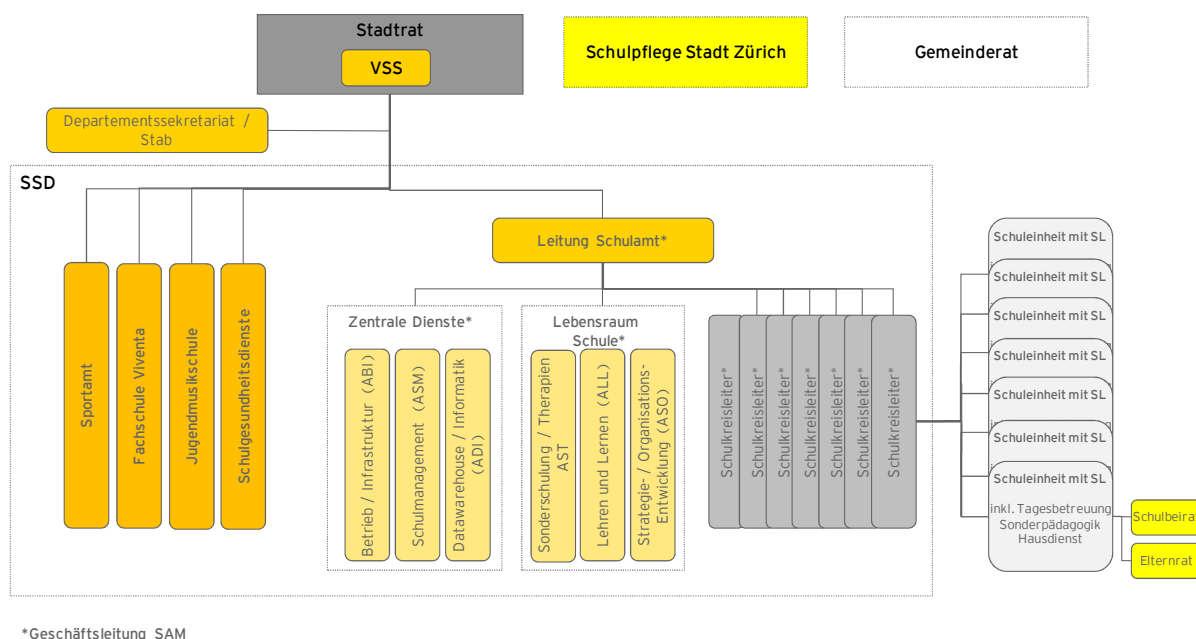 Stadtrat
VSS
Schulpflege Stadt Zürich
Gemeinderat
Departementssekretariat /
Stab
SSD
Leitung Schulamt*
Sportamt
Fachschule Viventa
Jugendmusikschule
Schulgesundheitsdienste
Zentrale Dienste*
Betrieb / Infrastruktur (ABI)
Schulmanagement (ASM)
Datawarehouse / Informatik
(ADI)
Lebensraum
Schule*
Sonderschulung / Therapien
AST
Lehren und Lernen (ALL)
Strategie- / Organisations-
Entwicklung (ASO)
Schulkreisleiter*
Schulkreisleiter*
Schulkreisleiter*
Schulkreisleiter*
Schulkreisleiter*
Schulkreisleiter*
Schulkreisleiter*
Schuleinheit mit SL
Schuleinheit mit SL
Schuleinheit mit SL
Schuleinheit mit SL
Schuleinheit mit SL
Schuleinheit mit SL
Schuleinheit mit SL
inkl. Tagesbetreuung
Sonderpädagogik
Hausdienst
Schulbeirat
Elternrat
*Geschäftsleitung SAM